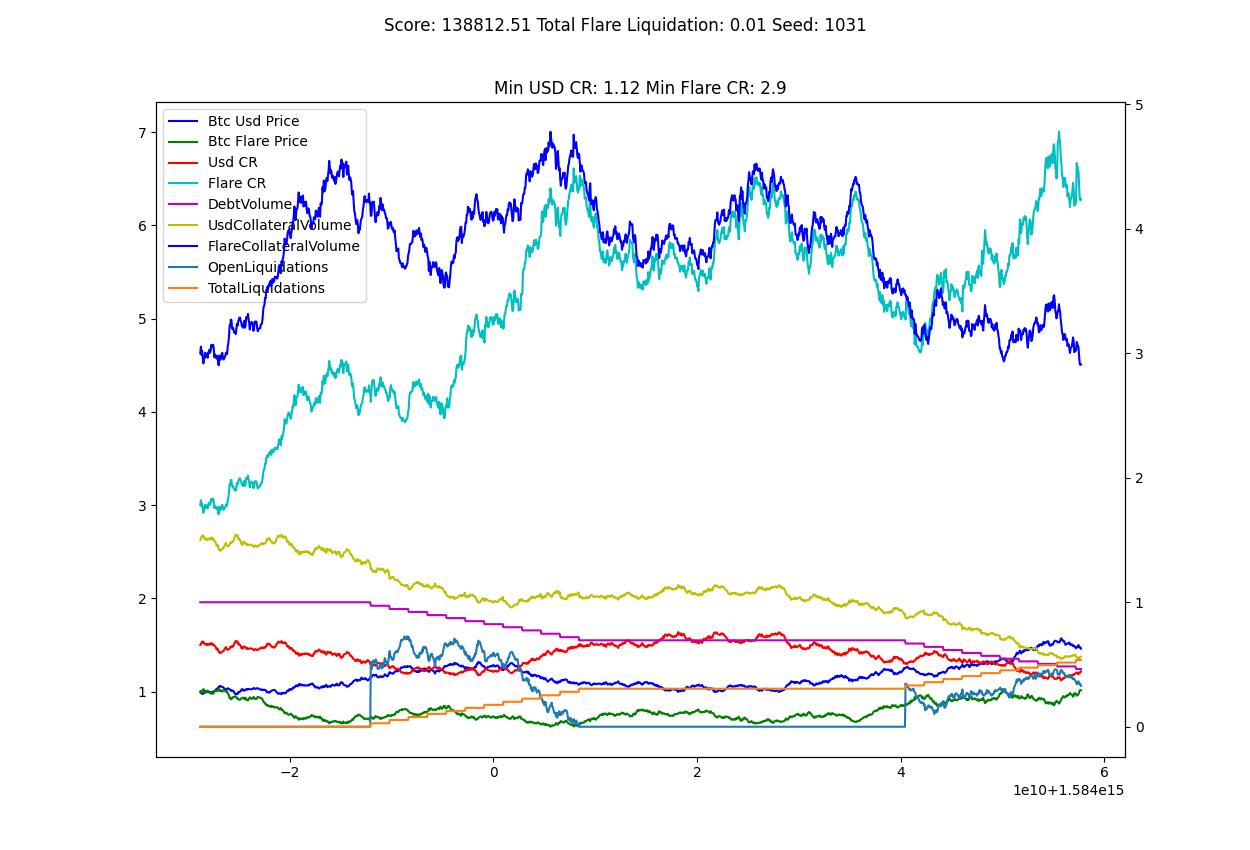 Score: 138812.51 Total Flare Liquidation: 0.01 Seed: 1031
Min USD CR: 1.12 Min Flare CR: 2.9
Btc Usd Price
Btc Flare Price
Usd CR
Flare CR
DebtVolume
UsdCollateralVolume
FlareCollateralVolume
OpenLiquidations
TotalLiquidations
7
6
5
4
3
2
1
5
4
3
2
1
0
−2
0
2
4
6
1e10+1.584e15